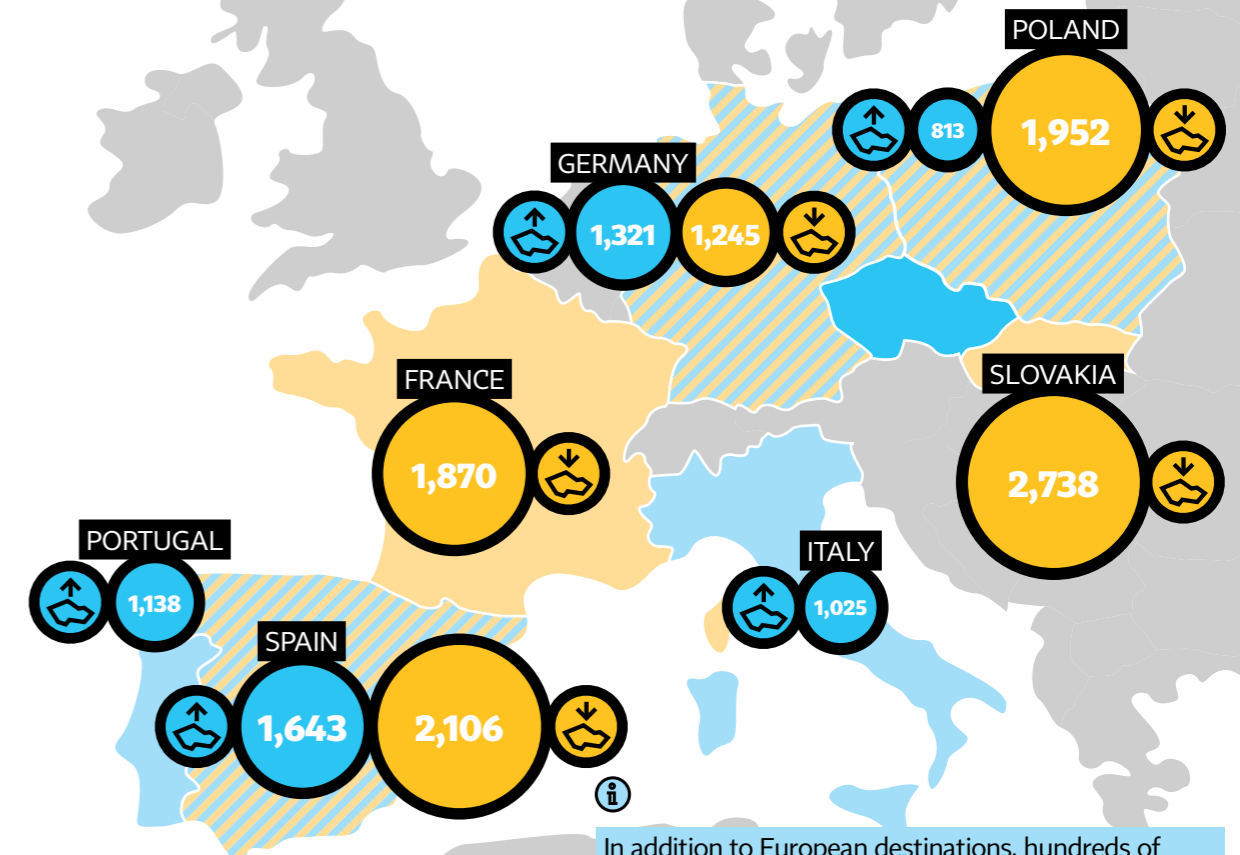 POLAND
813
1,952
GERMANY
1,321
1,245
FRANCE
1,870
SLOVAKIA
2,738
PORTUGAL
1,138
ITALY
1,025
SPAIN
1,643
2,106
i
In addition to European destinations, hundreds of